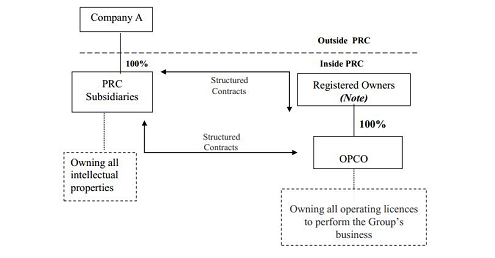 Company A
Outside PRC
Inside PRC
100%
PRC
Subsidiaries
Structured
Contracts
Registered Owners
(Note)
100%
Structured
Contracts
OPCO
Owning all
intellectual
properties
Owning all operating licences
to perform the Group's
business